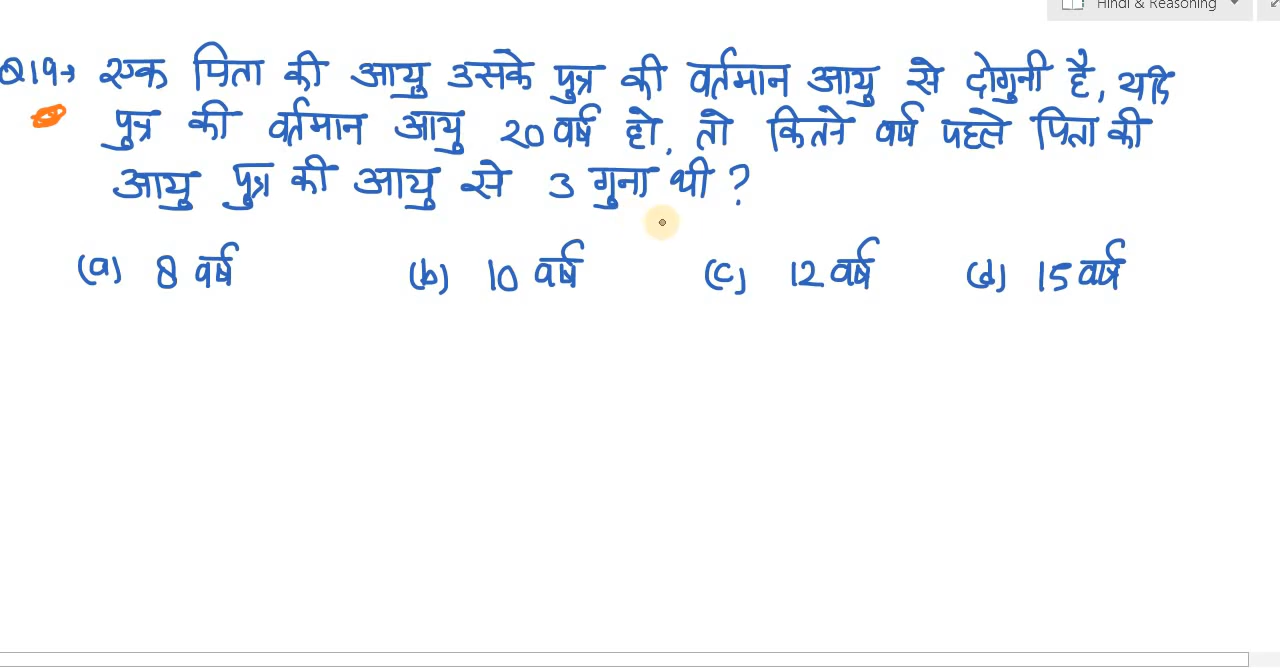 Hindi & Reasoning
Q19→ एक पिता की आयु उसके पुत्र की वर्तमान आयु से दोगुनी है, यदि
पुत्र की वर्तमान आयु 20 वर्ष हो, तो कितने वर्ष पहले पिता की
आयु पुत्र की आयु से 3 गुना थी ?
(a) 8 वर्ष (b) 10 वर्ष (c) 12 वर्ष (d) 15 वर्ष